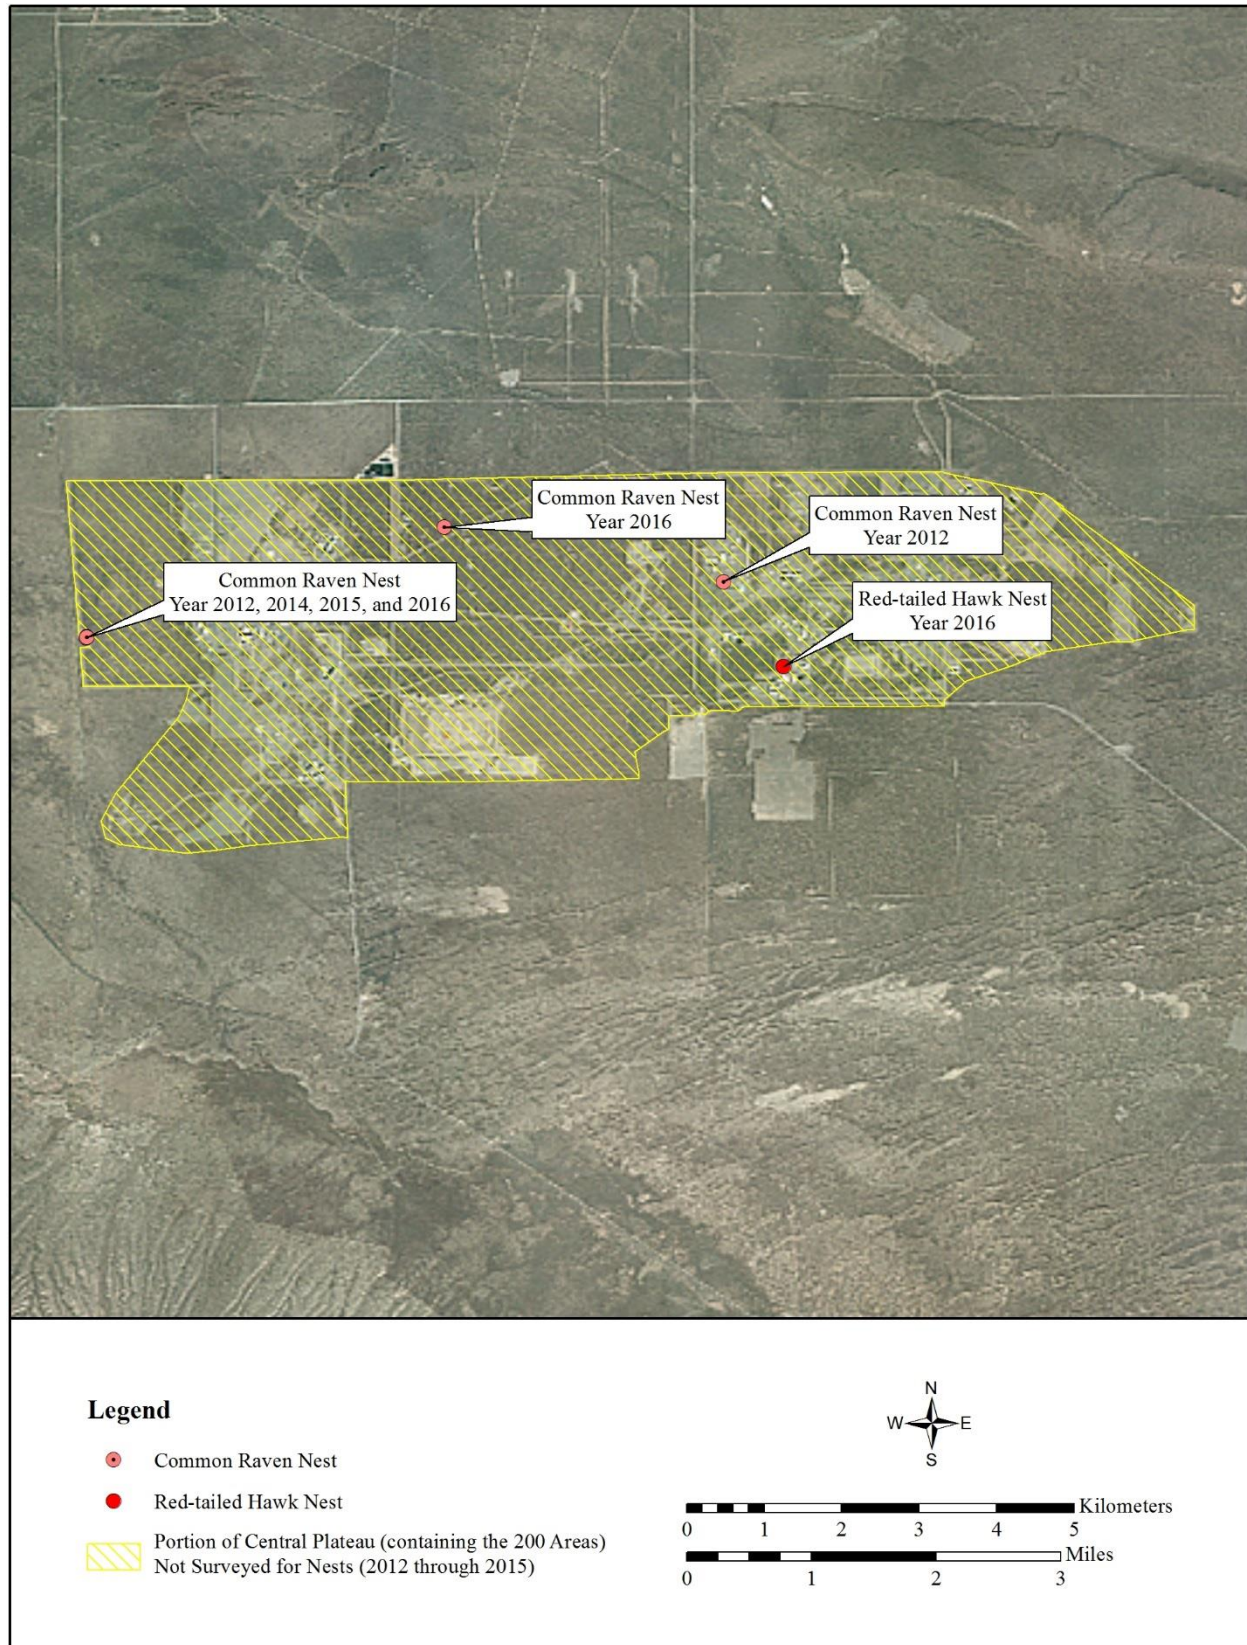 Common Raven Nest
Year 2016
Common Raven Nest
Year 2012
Common Raven Nest
Year 2012, 2014, 2015, and 2016
Red-tailed Hawk Nest
Year 2016
Legend
Common Raven Nest
Red-tailed Hawk Nest
Portion of Central Plateau (containing the 200 Areas)
Not Surveyed for Nests (2012 through 2015)
N
W E
S
Kilometers
0 1 2 3 4 5
Miles
0 1 2 3